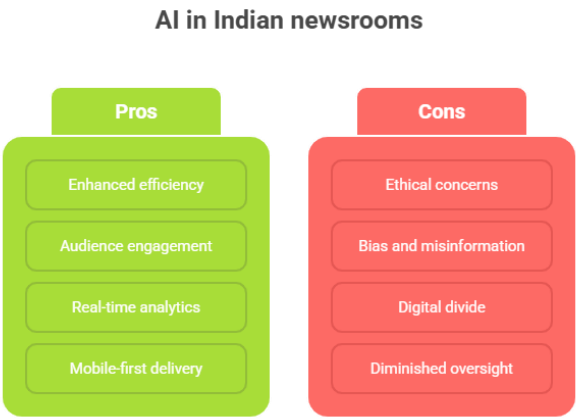 AI in Indian newsrooms
Pros
Enhanced efficiency
Audience engagement
Real-time analytics
Mobile-first delivery
Cons
Ethical concerns
Bias and misinformation
Digital divide
Diminished oversight